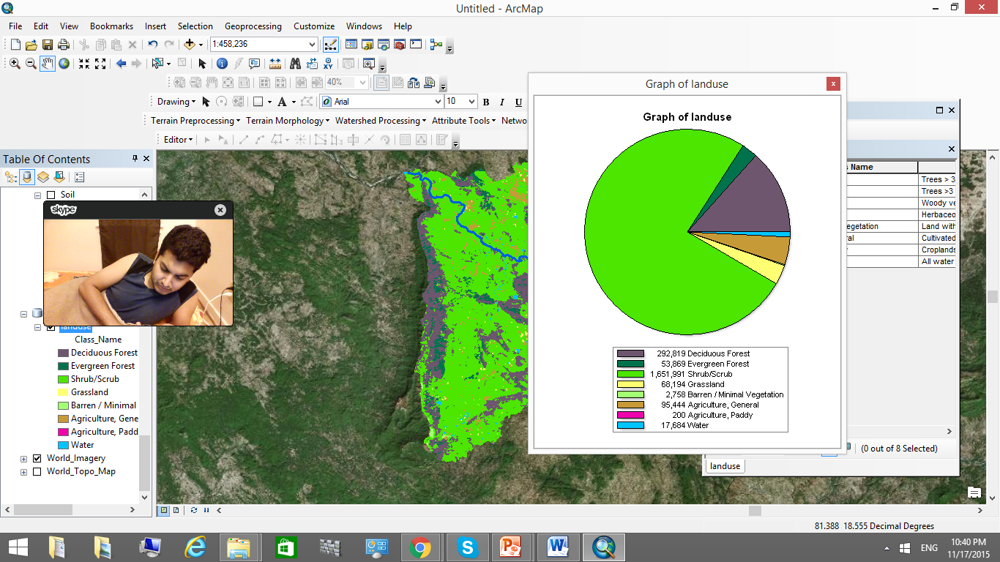 Untitled - ArcMap
File Edit View Bookmarks Insert Selection Geoprocessing Customize Windows Help
1:458,236
40%
Drawing Arial 10 B I U
Terrain Preprocessing Terrain Morphology Watershed Processing Attribute Tools Netwo
Editor
Table Of Contents
Soil
skype
landuse
Class_Name
Deciduous Forest
Evergreen Forest
Shrub/Scrub
Grassland
Barren / Minimal
Agriculture, Gene
Agriculture, Padd
Water
World_Imagery
World_Topo_Map
Graph of landuse
Graph of landuse
292,819 Deciduous Forest
53,869 Evergreen Forest
1,651,991 Shrub/Scrub
68,194 Grassland
2,758 Barren / Minimal Vegetation
95,444 Agriculture, General
200 Agriculture, Paddy
17,684 Water
s Name
Trees > 3
Trees >3
Woody ve
Herbaceo
egetation Land with
ral Cultivated
Croplands
All water
(0 out of 8 Selected)
landuse
81.388 18.555 Decimal Degrees
ENG
10:40 PM
11/17/2015